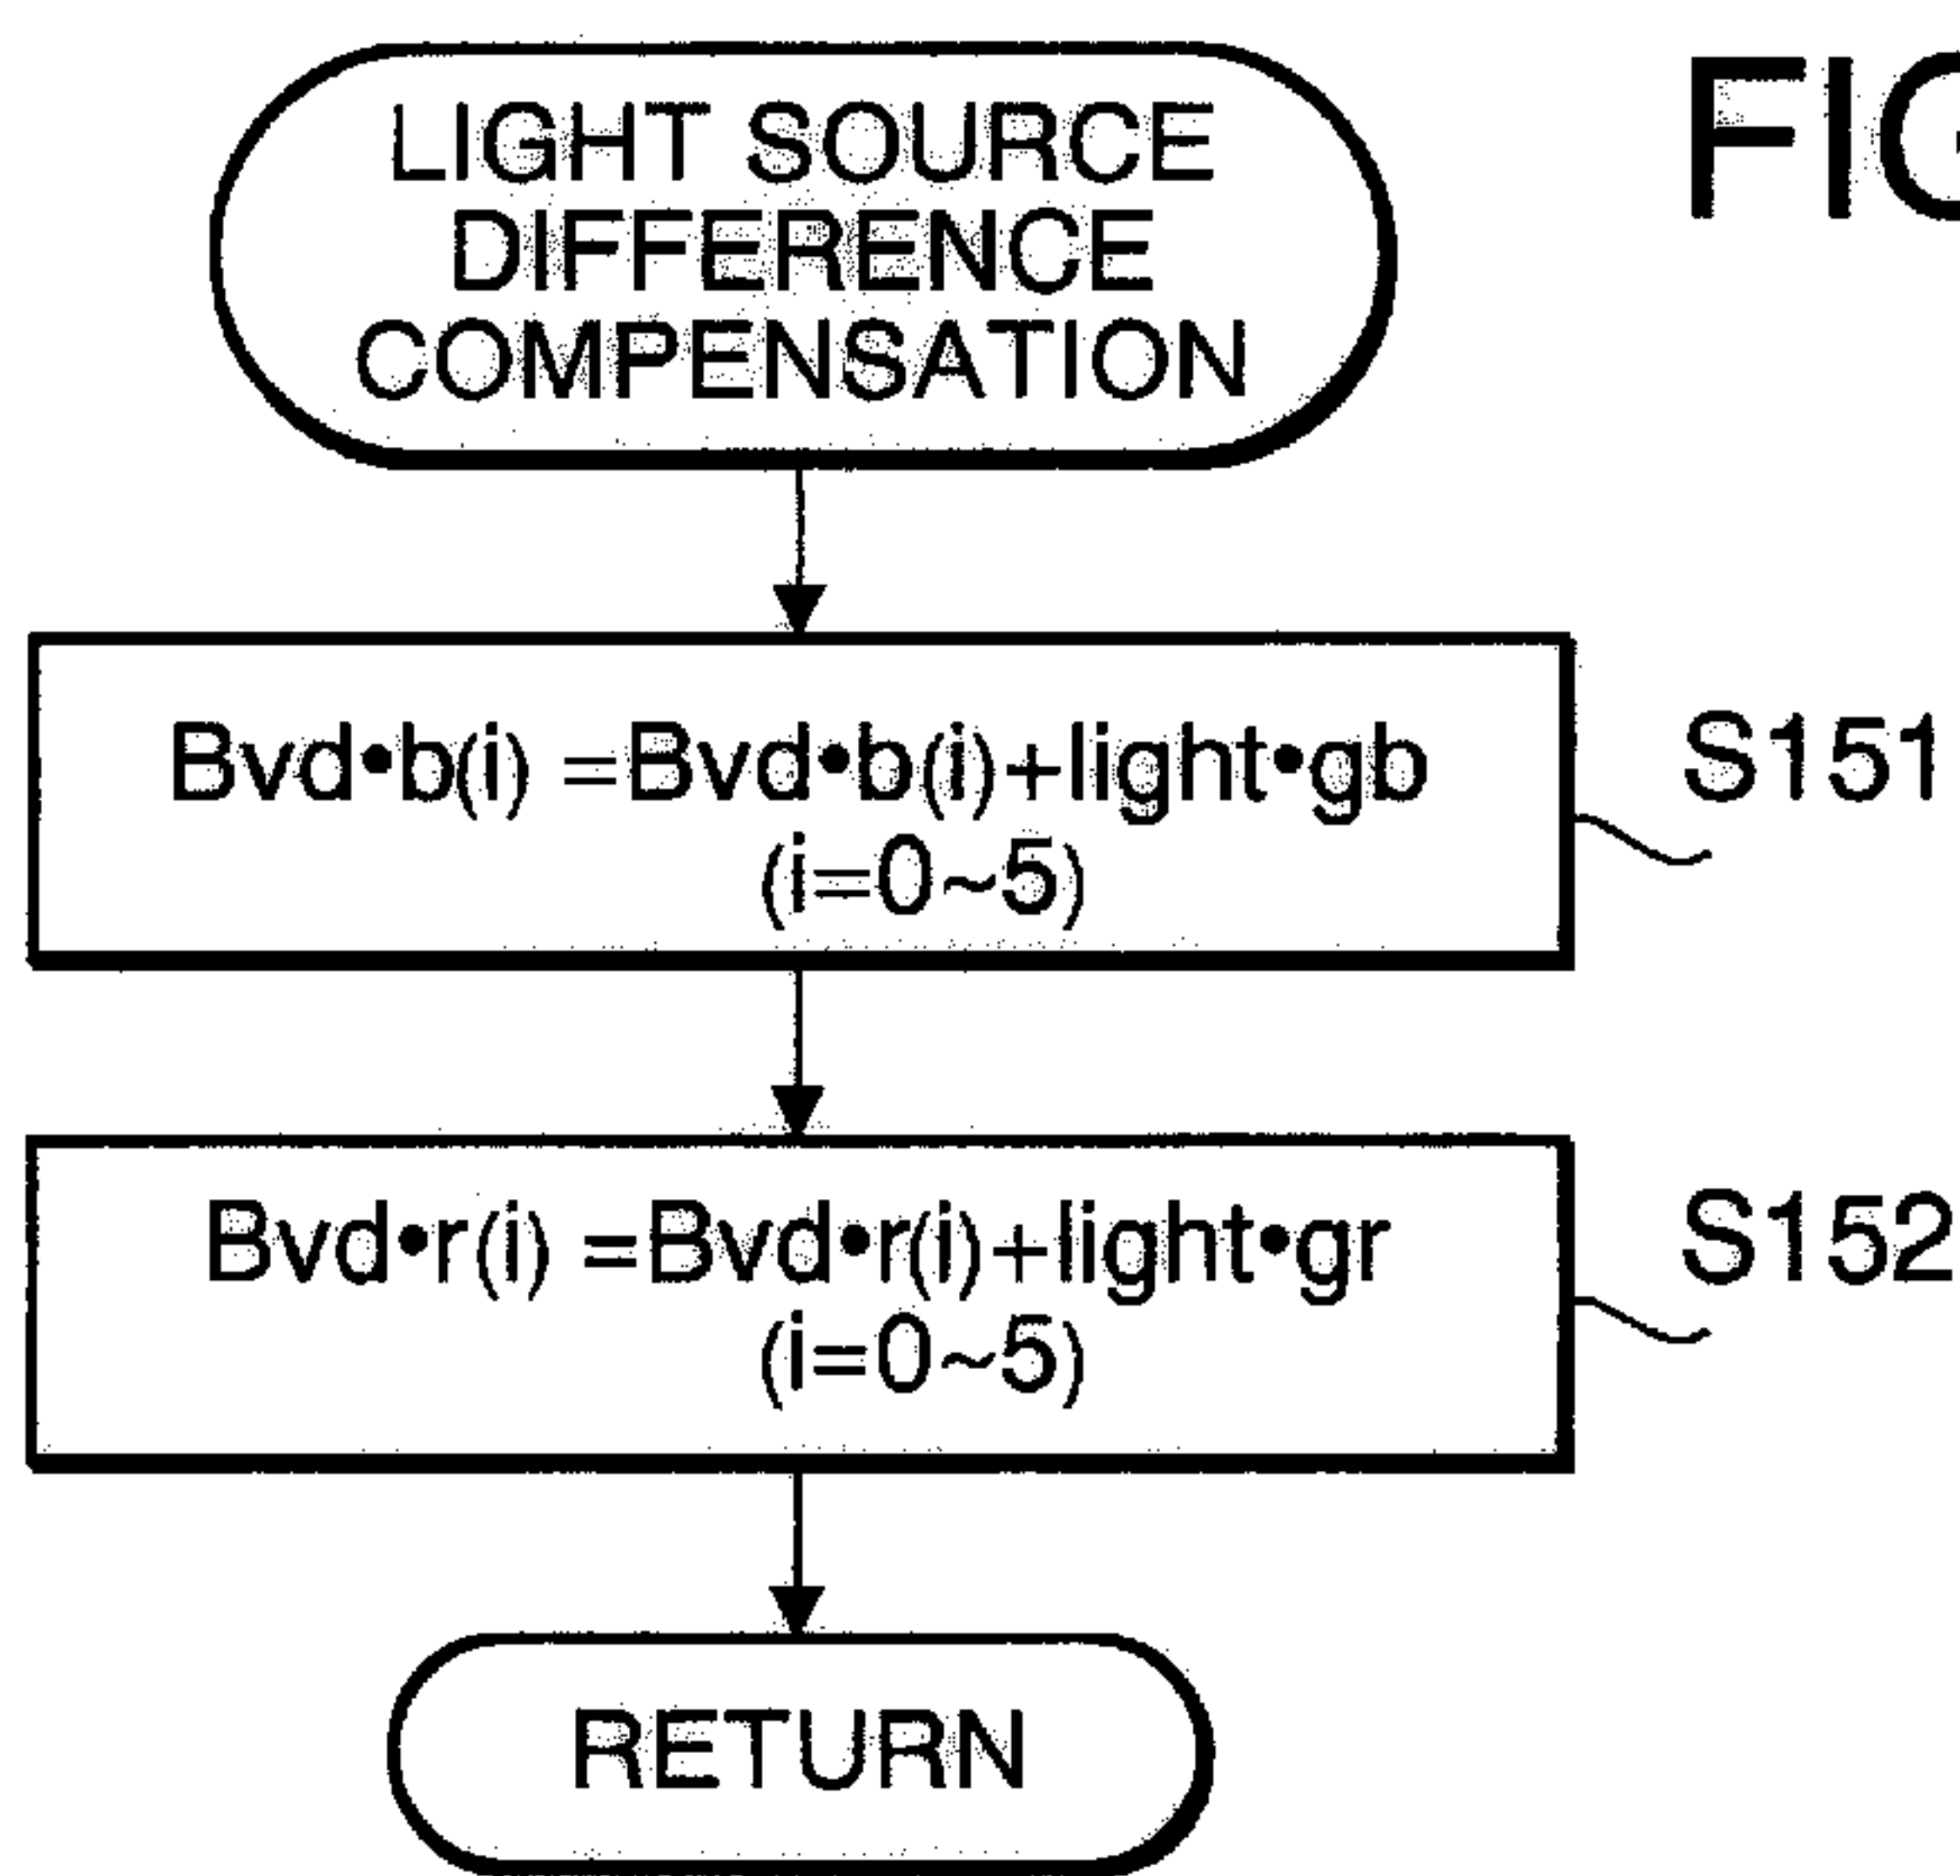 LIGHT SOURCE
DIFFERENCE
COMPENSATION
Bvd•b(i) =Bvd•b(i)+light•gb
(i=0~5)
S151
Bvd•r(i) =Bvd•r(i)+light•gr
(i=0~5)
S152
RETURN